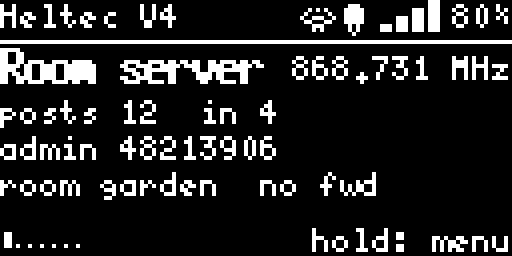 Heltec V4 80%
Room server 868.731 MHz
posts 12 in 4
admin 48213906
room garden no fwd
hold: menu